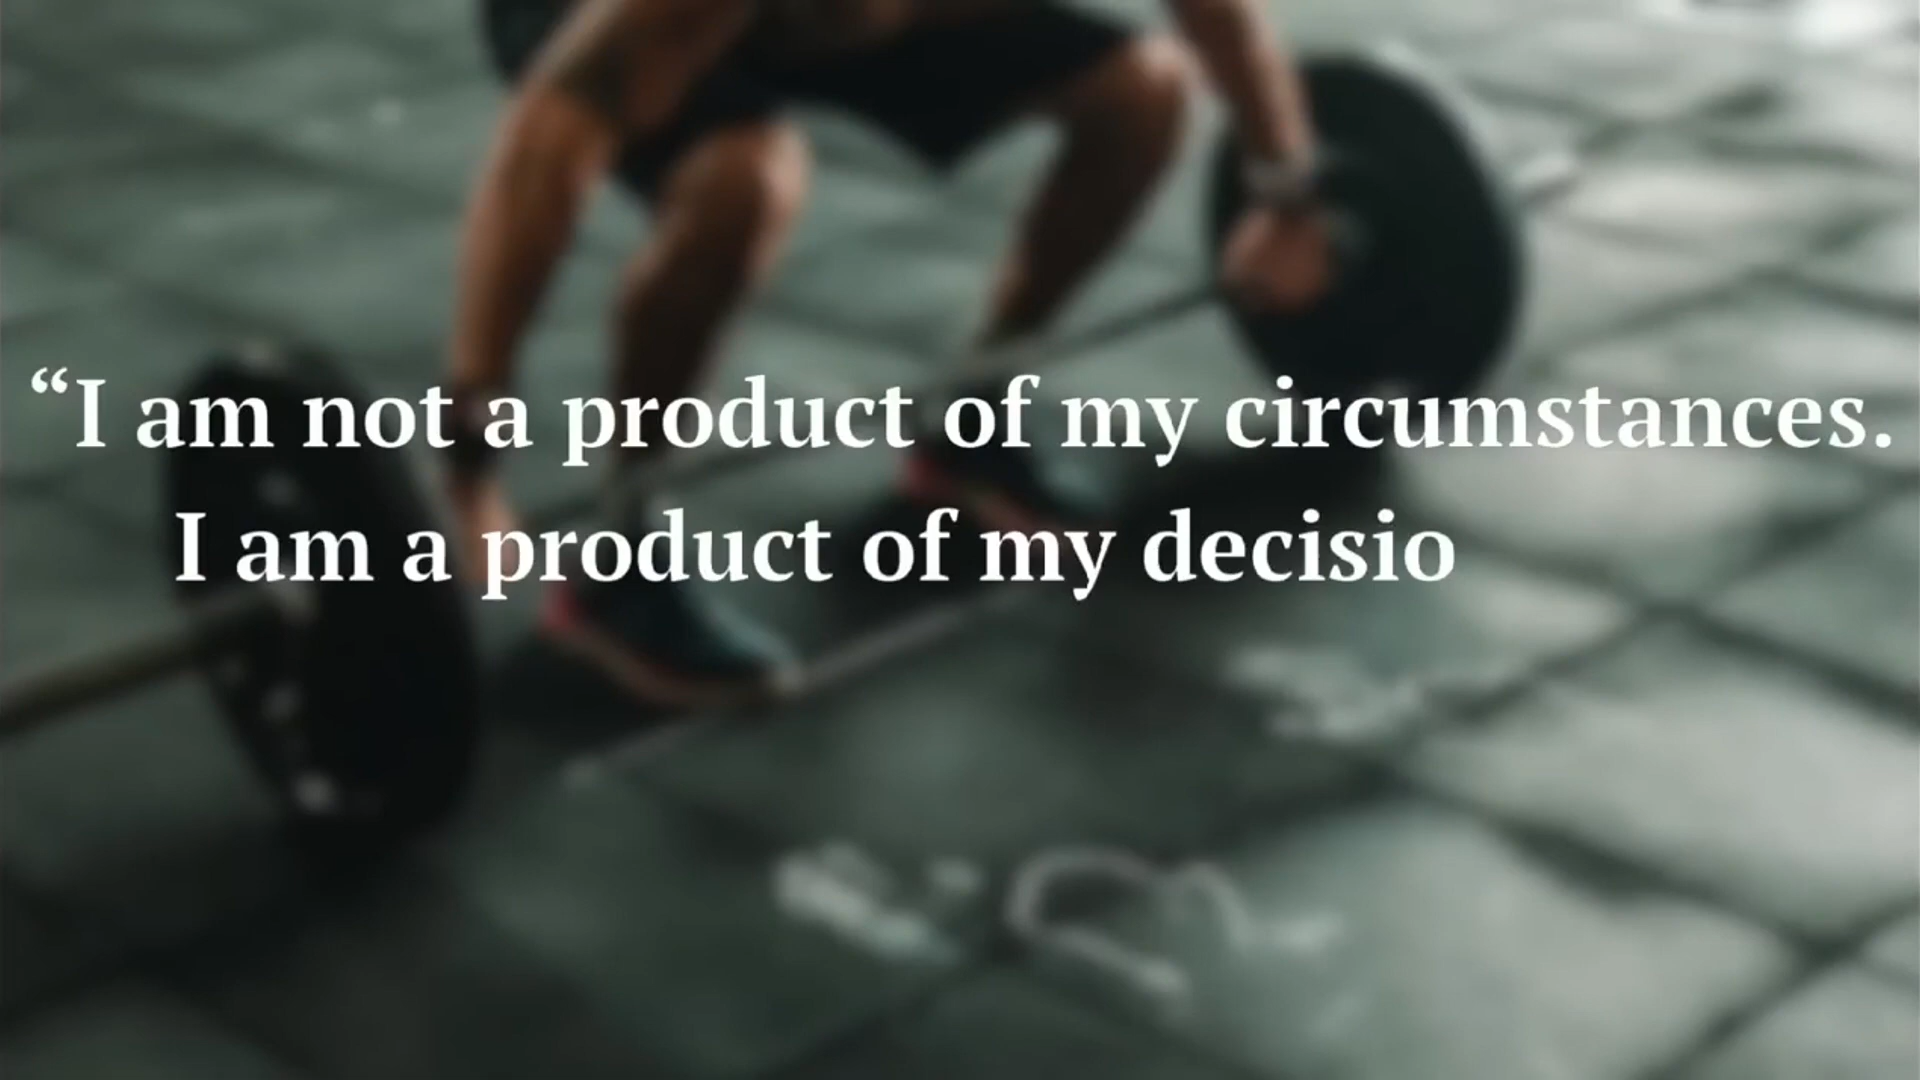 “I am not a product of my circumstances.
I am a product of my decisio